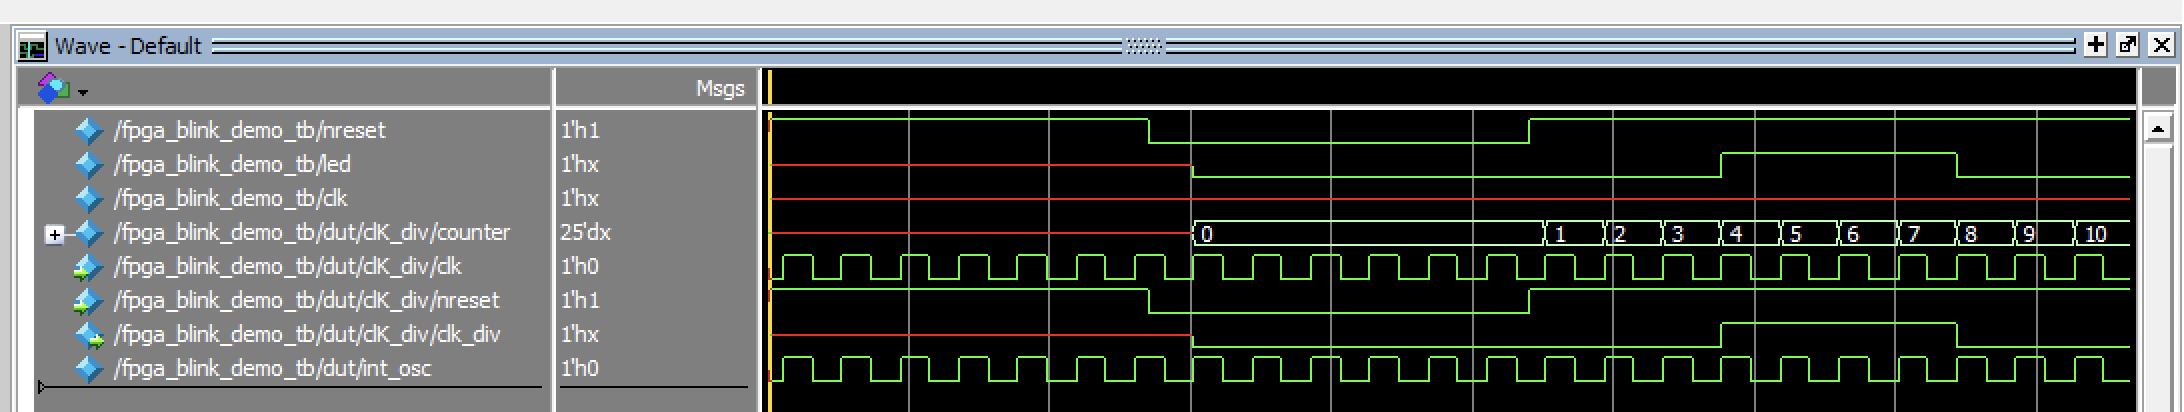 Wave - Default
Msgs
/fpga_blink_demo_tb/nreset 1'h1
/fpga_blink_demo_tb/led 1'hx
/fpga_blink_demo_tb/clk 1'hx
/fpga_blink_demo_tb/dut/clK_div/counter 25'dx 0 1 2 3 4 5 6 7 8 9 10
/fpga_blink_demo_tb/dut/clK_div/clk 1'h0
/fpga_blink_demo_tb/dut/clK_div/nreset 1'h1
/fpga_blink_demo_tb/dut/clK_div/clk_div 1'hx
/fpga_blink_demo_tb/dut/int_osc 1'h0